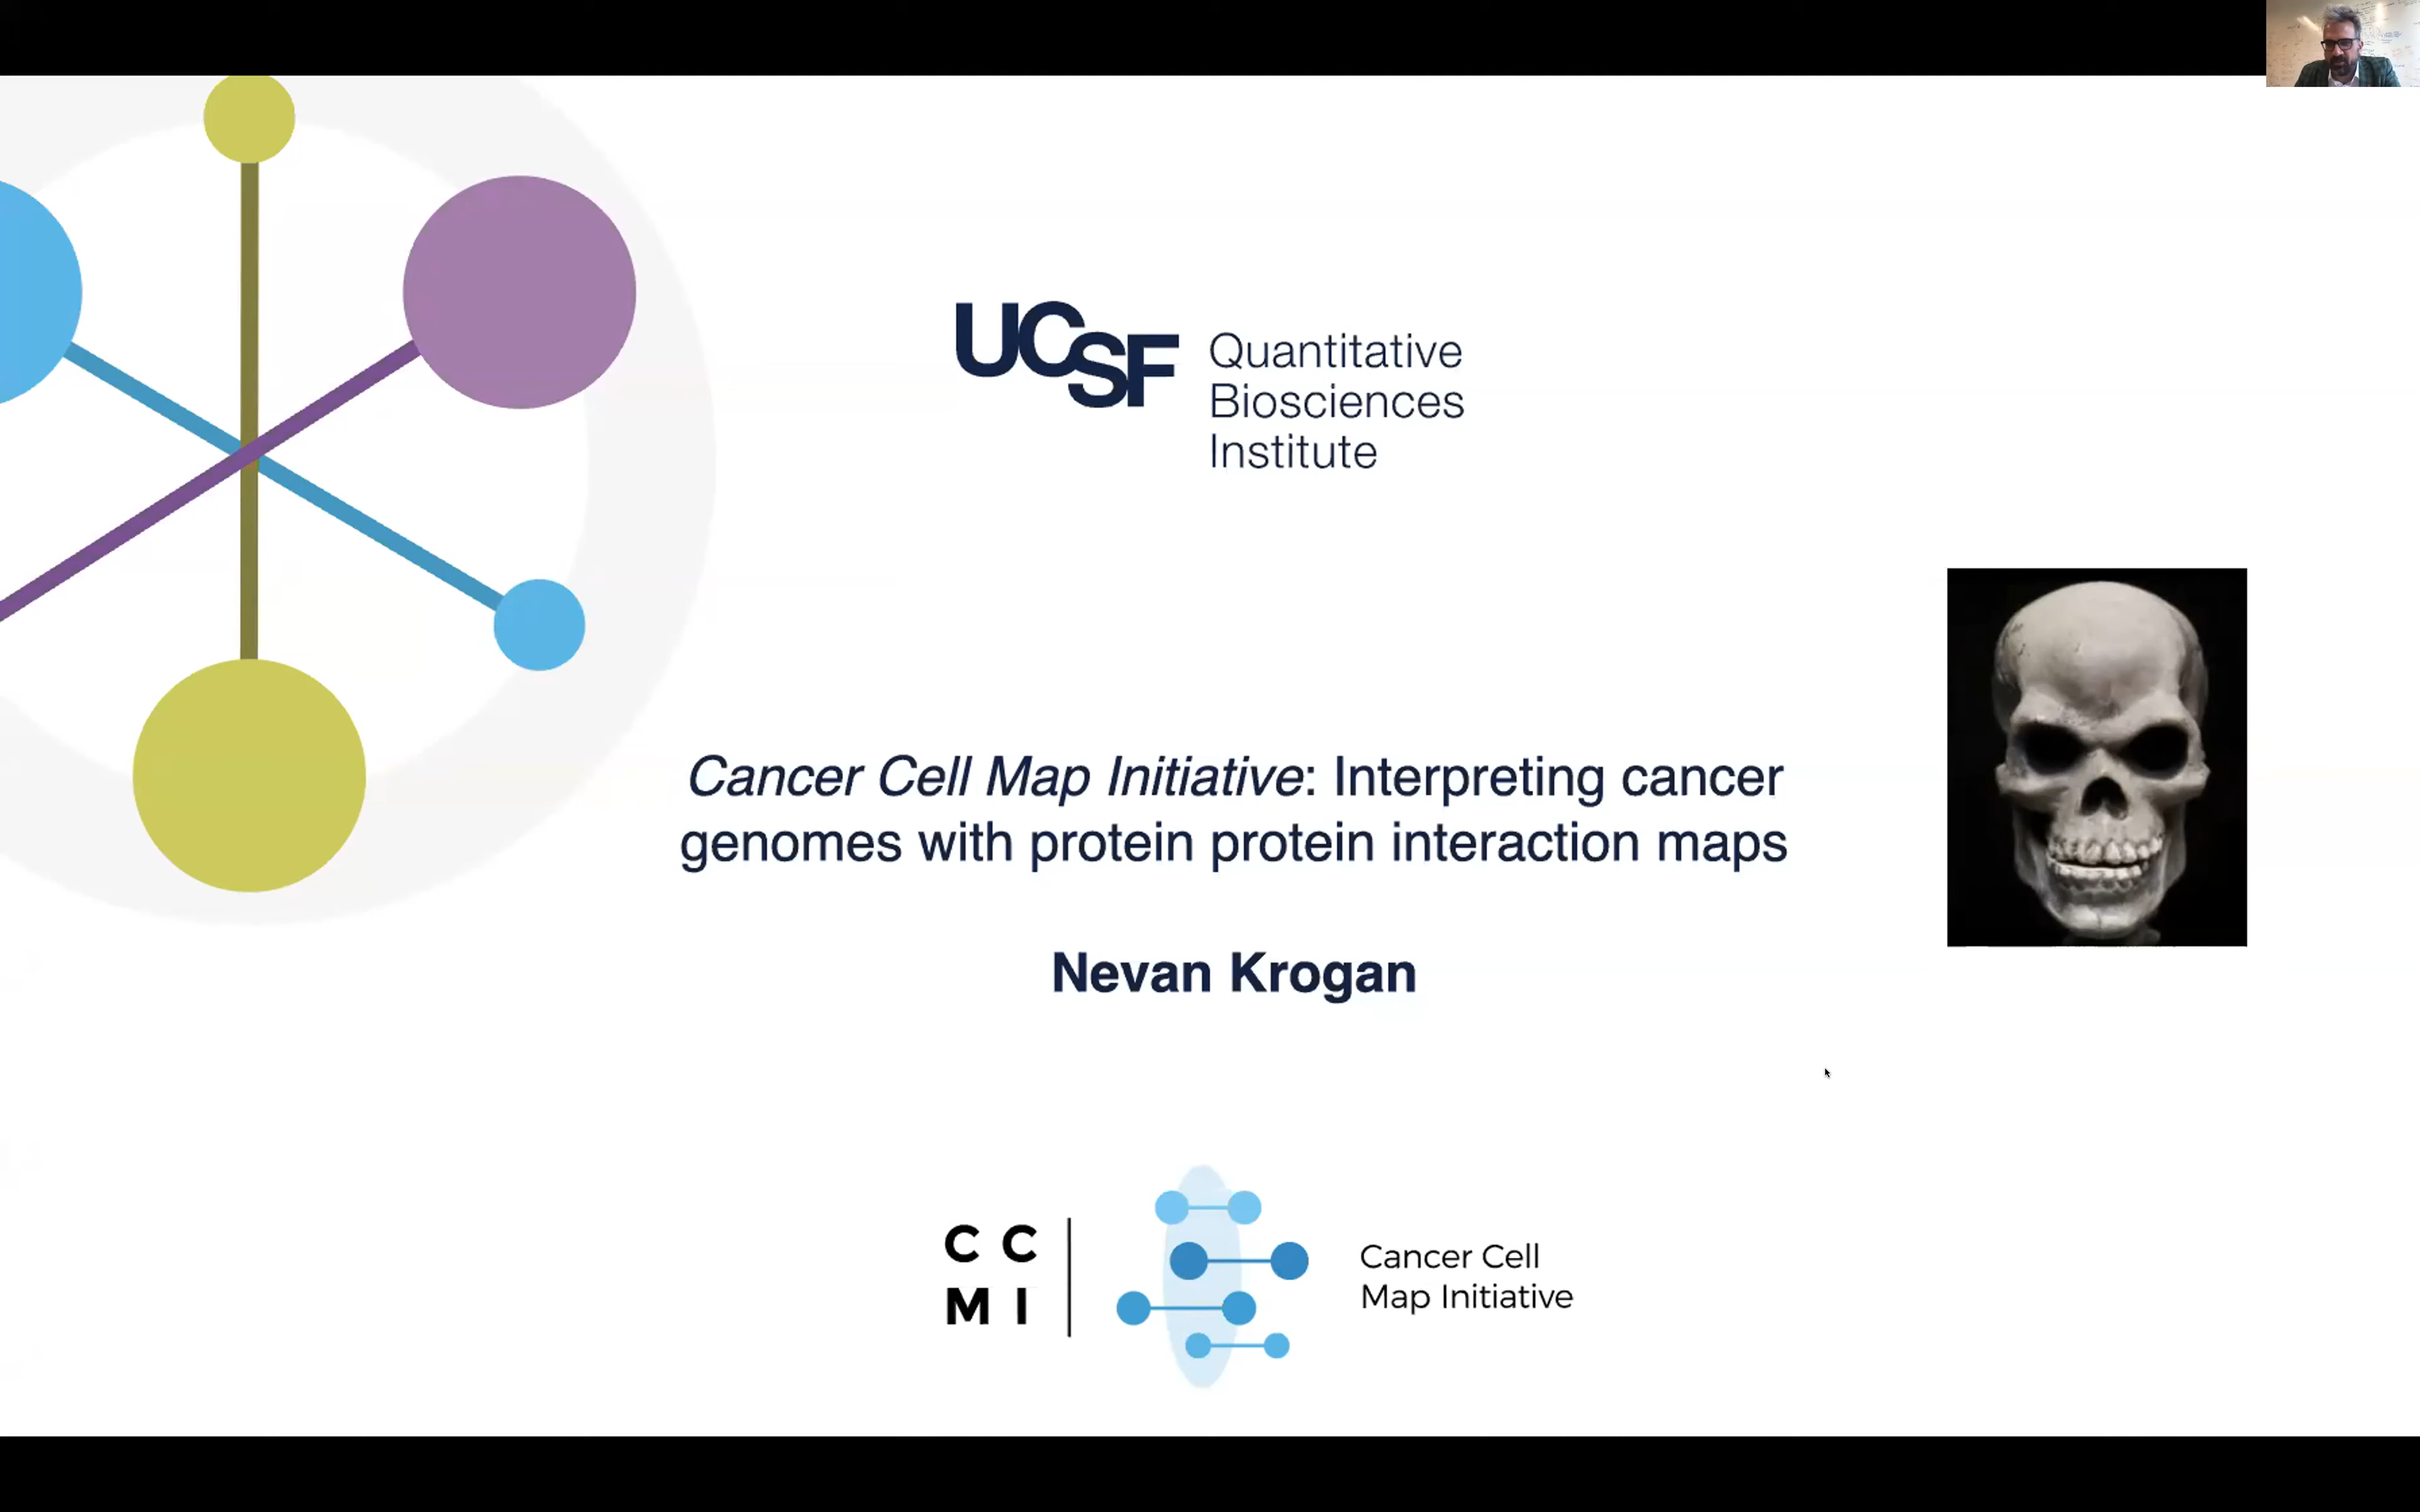 UCSF
Quantitative
Biosciences
Institute
Cancer Cell Map Initiative: Interpreting cancer
genomes with protein protein interaction maps
Nevan Krogan
C C
M I
Cancer Cell
Map Initiative